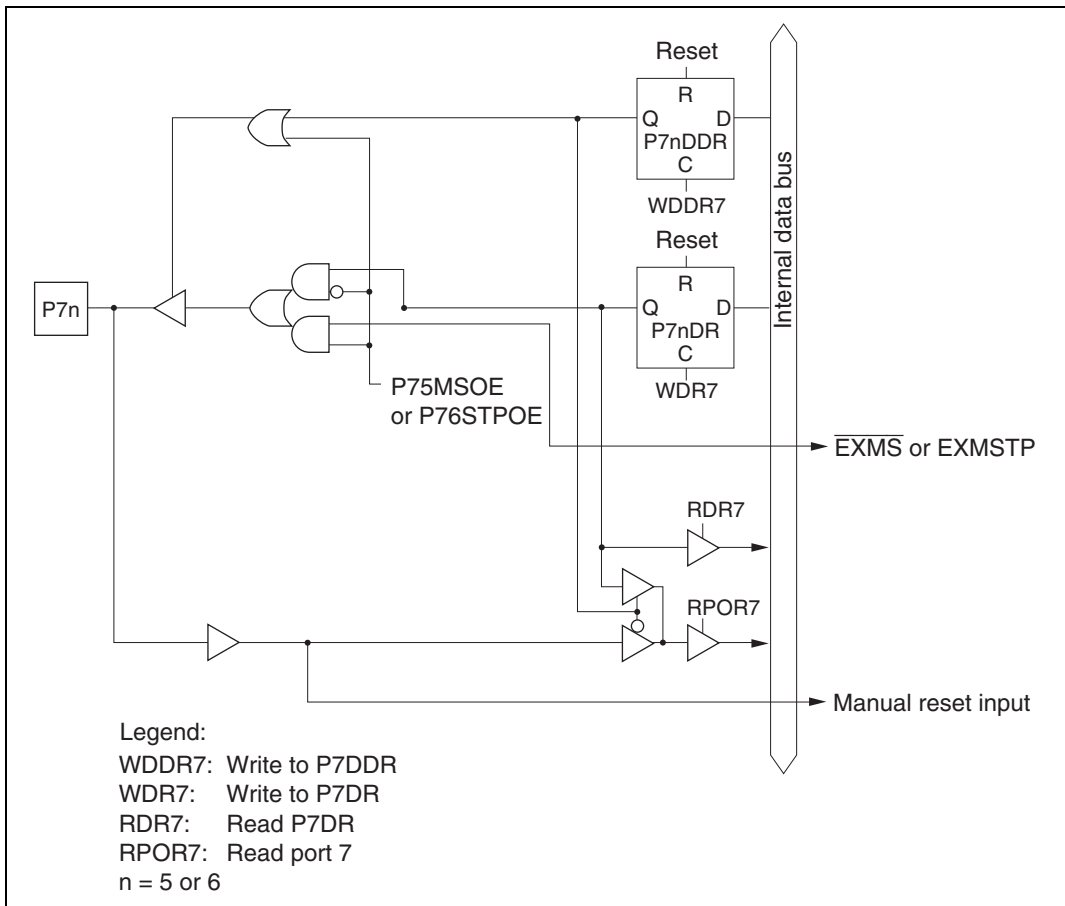 Reset
R
Q D
P7nDDR
C
WDDR7
Internal data bus
Reset
R
Q D
P7nDR
C
WDR7
P7n
P75MSOE
or P76STPOE
EXMS or EXMSTP
RDR7
RPOR7
Manual reset input
Legend:
WDDR7: Write to P7DDR
WDR7: Write to P7DR
RDR7: Read P7DR
RPOR7: Read port 7
n = 5 or 6